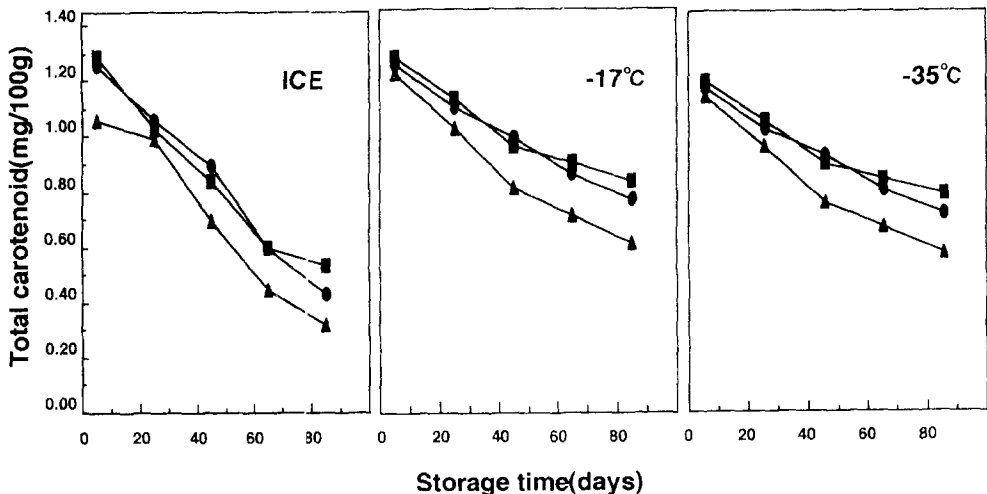 Total carotenoid(mg/100g)
1.40
1.20
1.00
0.80
0.60
0.40
0.20
0.00
ICE
-17°C
-35°C
0 20 40 60 80
0 20 40 60 80
0 20 40 60 80
Storage time(days)